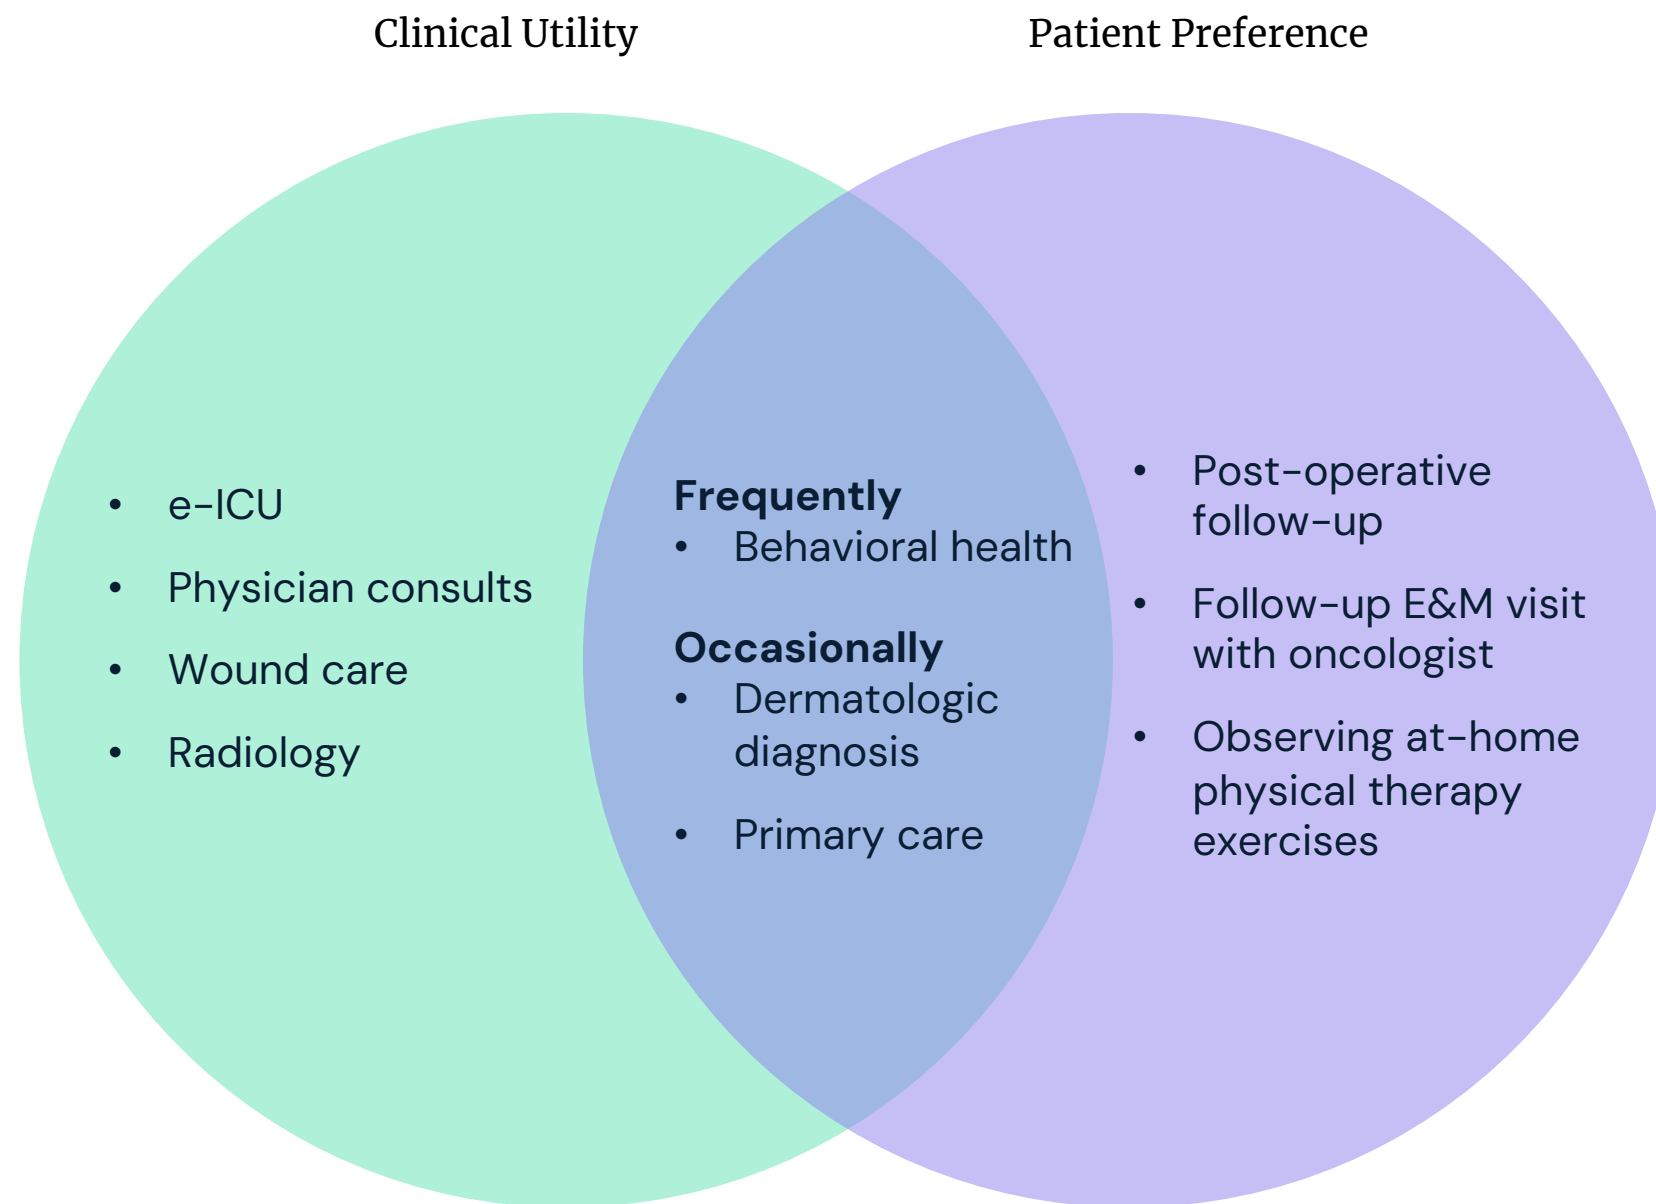 Clinical Utility
Patient Preference
• e-ICU
• Physician consults
• Wound care
• Radiology
Frequently
• Behavioral health
Occasionally
• Dermatologic
diagnosis
• Primary care
• Post-operative
follow-up
• Follow-up E&M visit
with oncologist
• Observing at-home
physical therapy
exercises